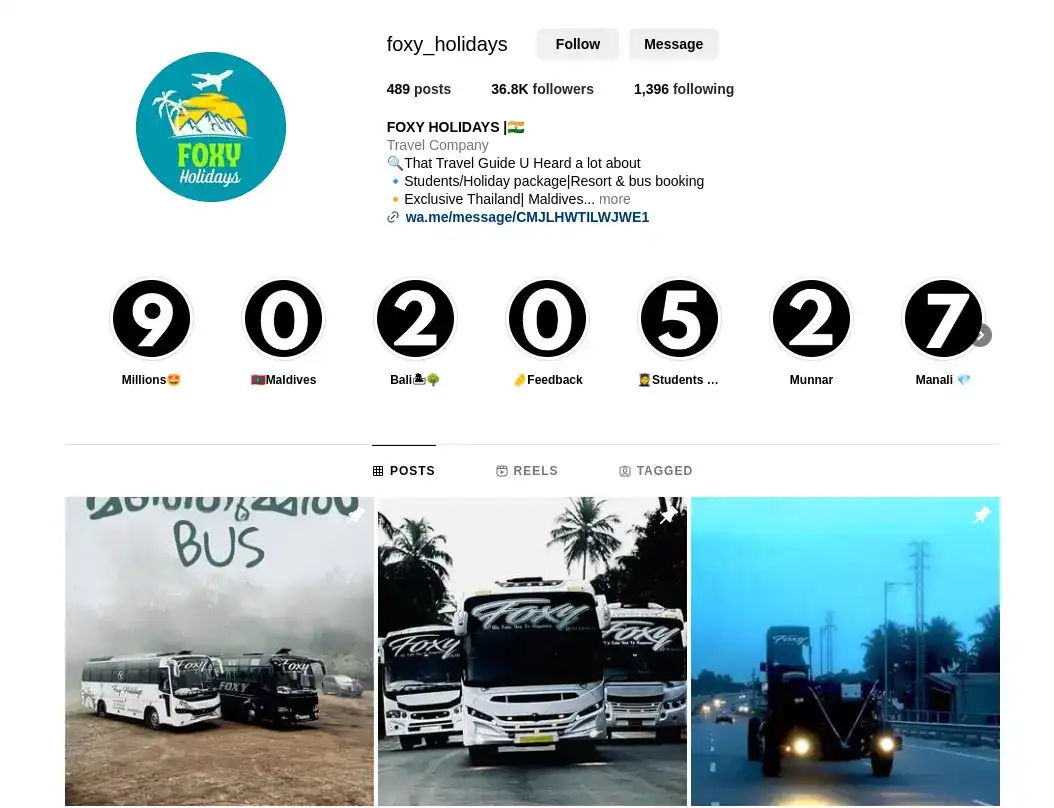 foxy_holidays
Follow
Message
489 posts
36.8K followers
1,396 following
FOXY HOLIDAYS |🇮🇳
Travel Company
🔍That Travel Guide U Heard a lot about
🔹Students/Holiday package|Resort & bus booking
🔸Exclusive Thailand| Maldives... more
wa.me/message/CMJLHWTILWJWE1
FOXY
Holidays
9
0
2
0
5
2
7
Millions🤩
🇲🇻Maldives
Bali🏝🌳
🤌Feedback
👩‍🎓Students ...
Munnar
Manali 💎
POSTS
REELS
TAGGED
BUS
Foxy
Foxy
Foxy Holidays
FOXY
Foxy
Foxy
Foxy
Foxy